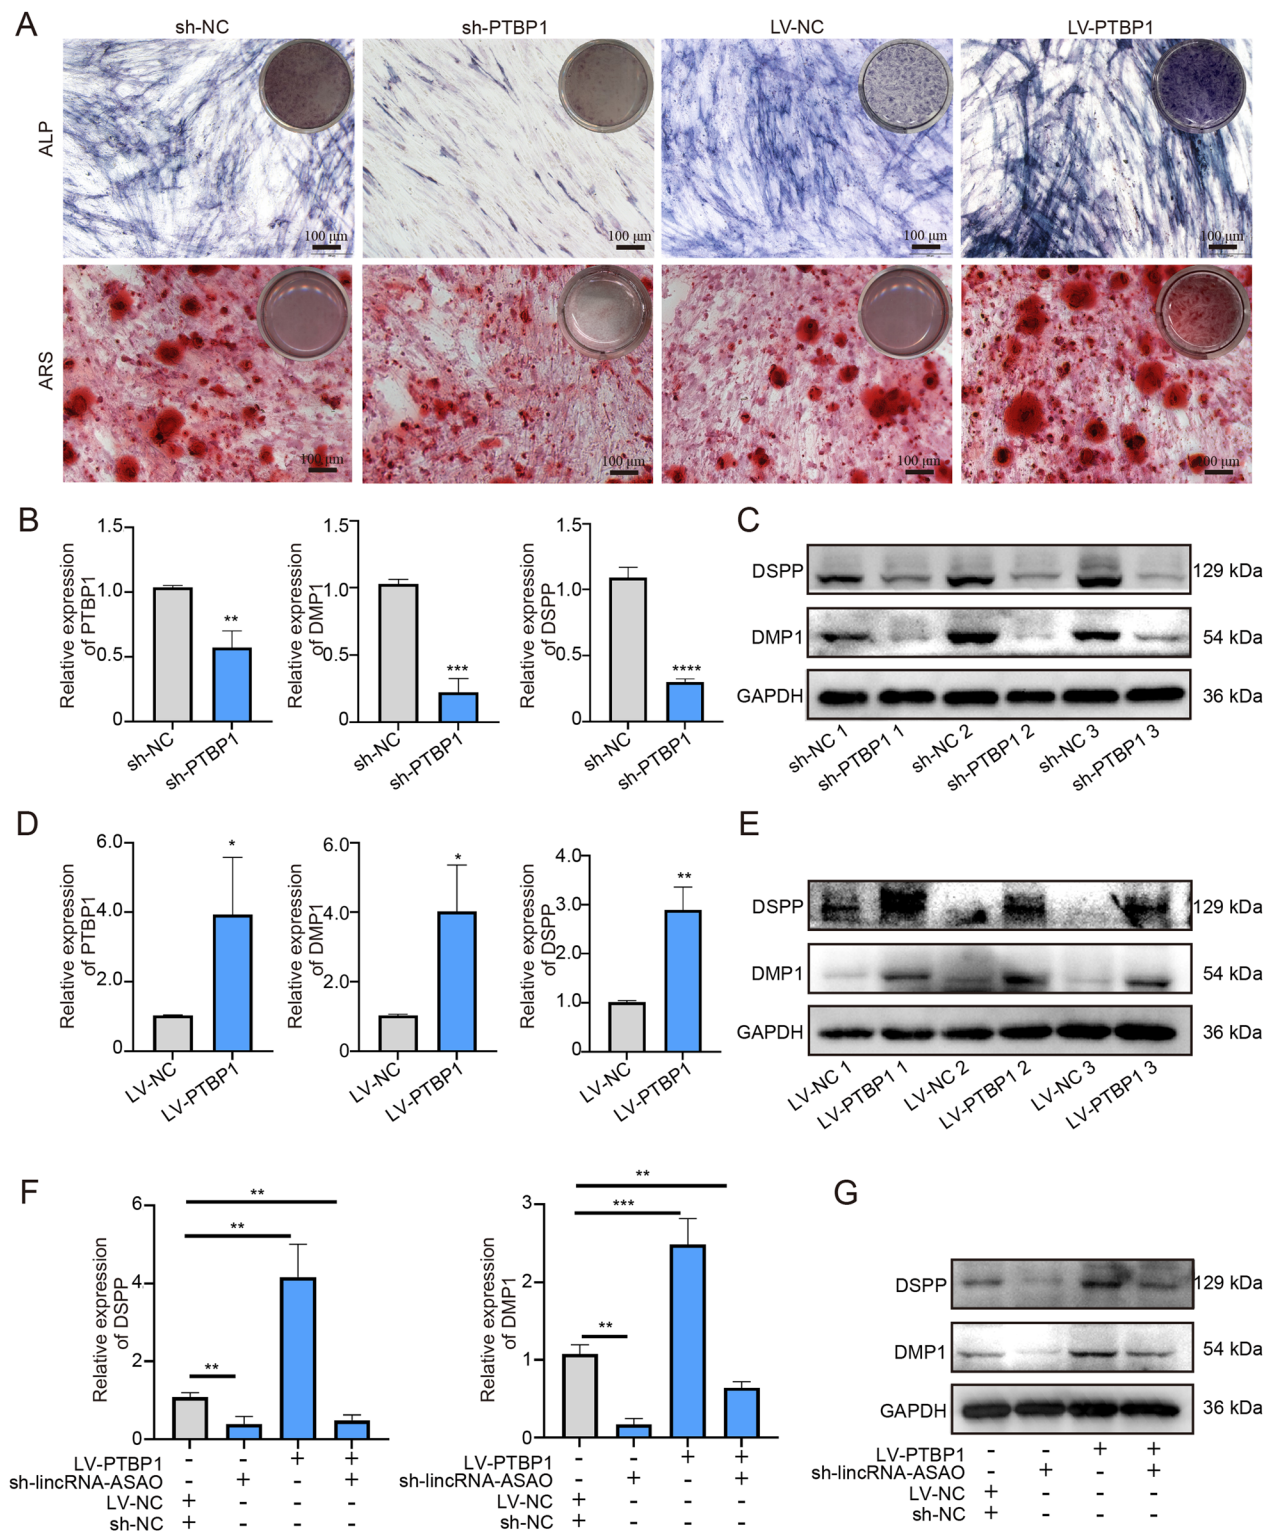 A
sh-NC
sh-PTBP1
LV-NC
LV-PTBP1
ALP
100 μm
100 μm
100 μm
100 μm
ARS
100 μm
100 μm
100 μm
100 μm
B
Relative expression
of PTBP1
1.5
1.0
0.5
0
**
sh-NC
sh-PTBP1
Relative expression
of DMP1
1.5
1.0
0.5
0
***
sh-NC
sh-PTBP1
Relative expression
of DSPP
1.5
1.0
0.5
0
****
sh-NC
sh-PTBP1
C
DSPP
129 kDa
DMP1
54 kDa
GAPDH
36 kDa
sh-NC 1
sh-PTBP1 1
sh-NC 2
sh-PTBP1 2
sh-NC 3
sh-PTBP1 3
D
Relative expression
of PTBP1
6.0
4.0
2.0
0
*
LV-NC
LV-PTBP1
Relative expression
of DMP1
6.0
4.0
2.0
0
*
LV-NC
LV-PTBP1
Relative expression
of DSPP
4.0
3.0
2.0
1.0
0
**
LV-NC
LV-PTBP1
E
DSPP
129 kDa
DMP1
54 kDa
GAPDH
36 kDa
LV-NC 1
LV-PTBP1 1
LV-NC 2
LV-PTBP1 2
LV-NC 3
LV-PTBP1 3
F
Relative expression
of DSPP
6
4
2
0
**
**
**
LV-PTBP1 - - + +
sh-lincRNA-ASAO - + - +
LV-NC + - - -
sh-NC + - - -
Relative expression
of DMP1
3
2
1
0
**
***
**
LV-PTBP1 - - + +
sh-lincRNA-ASAO - + - +
LV-NC + - - -
sh-NC + - - -
G
DSPP
129 kDa
DMP1
54 kDa
GAPDH
36 kDa
LV-PTBP1 - - + +
sh-lincRNA-ASAO - + - +
LV-NC + - - -
sh-NC + - - -